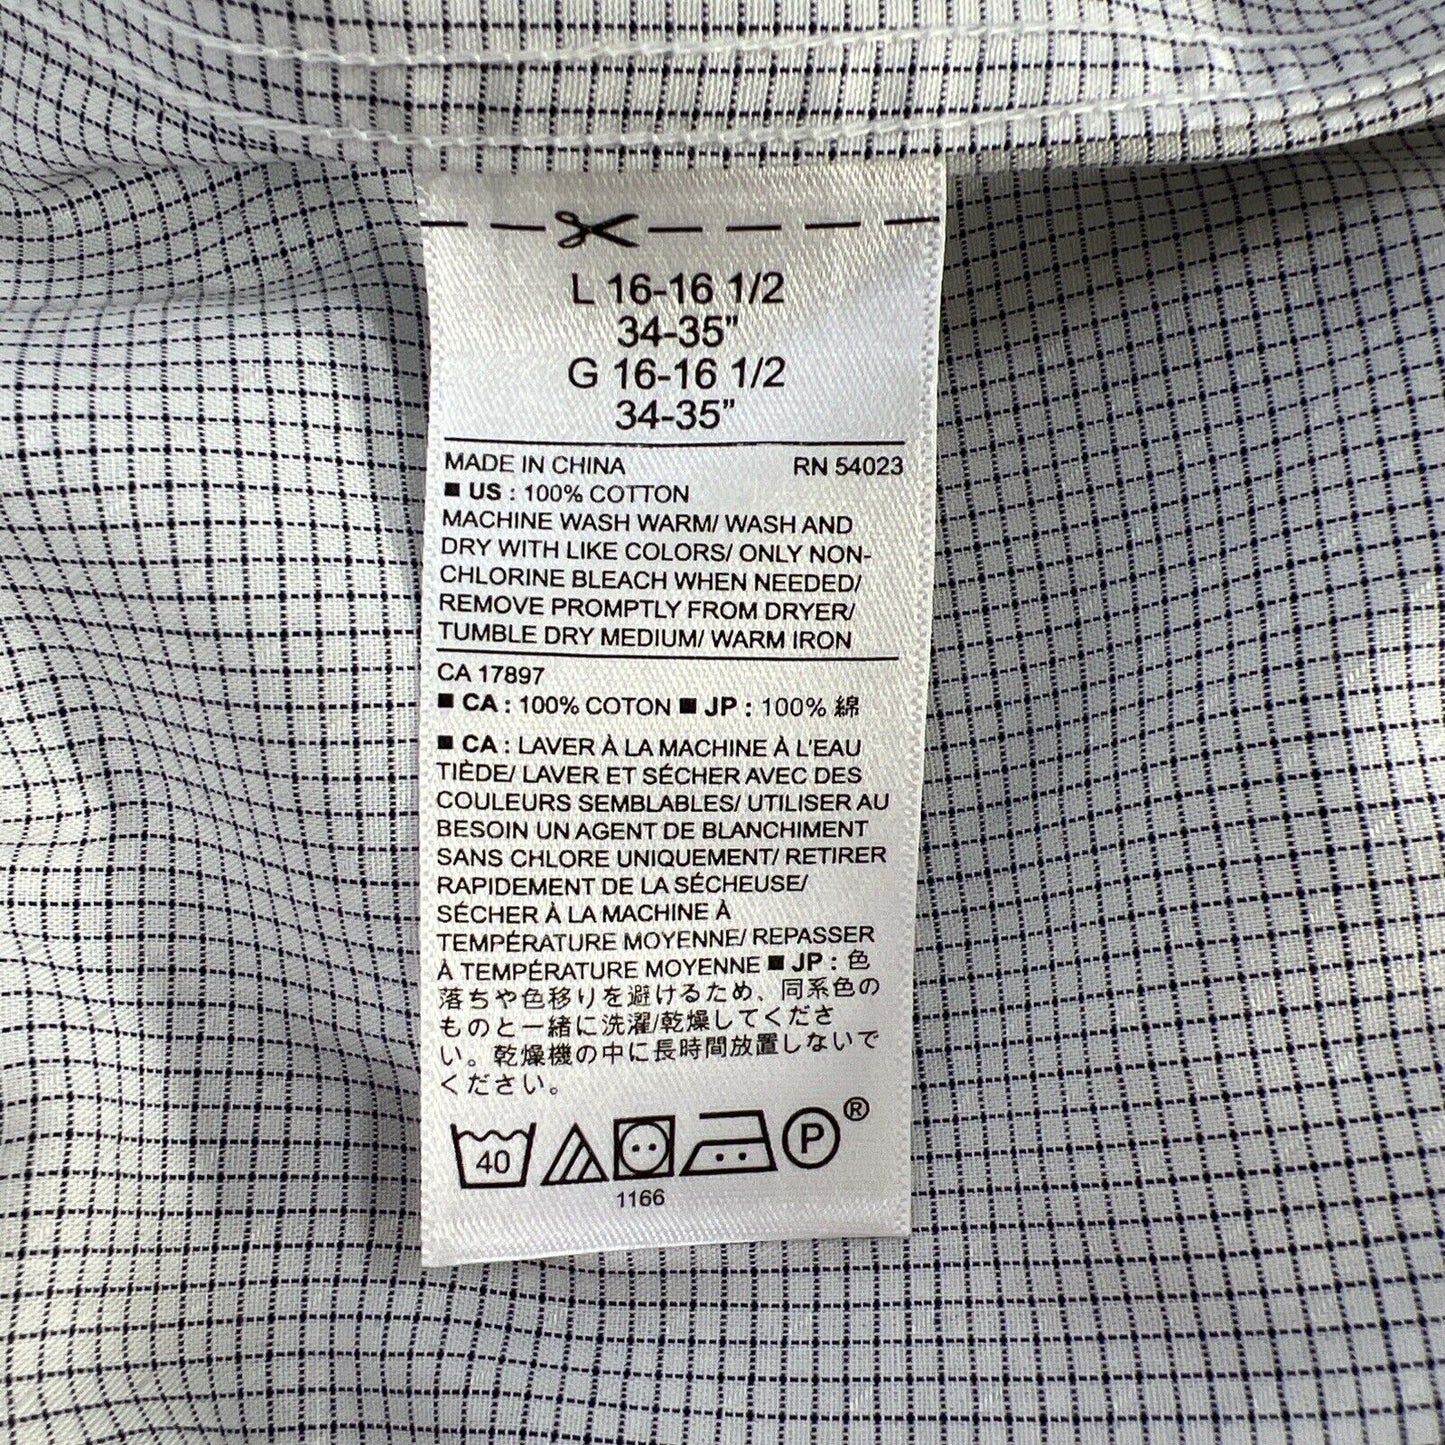 L 16-16 1/2
34-35"
G 16-16 1/2
34-35"
MADE IN CHINA RN 54023
■ US : 100% COTTON
MACHINE WASH WARM/ WASH AND
DRY WITH LIKE COLORS/ ONLY NON-
CHLORINE BLEACH WHEN NEEDED/
REMOVE PROMPTLY FROM DRYER/
TUMBLE DRY MEDIUM/ WARM IRON
CA 17897
■ CA : 100% COTON ■ JP : 100% 綿
■ CA : LAVER À LA MACHINE À L'EAU
TIÈDE/ LAVER ET SÉCHER AVEC DES
COULEURS SEMBLABLES/ UTILISER AU
BESOIN UN AGENT DE BLANCHIMENT
SANS CHLORE UNIQUEMENT/ RETIRER
RAPIDEMENT DE LA SÉCHEUSE/
SÉCHER À LA MACHINE À
TEMPÉRATURE MOYENNE/ REPASSER
À TEMPÉRATURE MOYENNE ■ JP : 色
落ちや色移りを避けるため、同系色の
ものと一緒に洗濯/乾燥してくださ
い。乾燥機の中に長時間放置しないで
ください。
40 P ®
1166